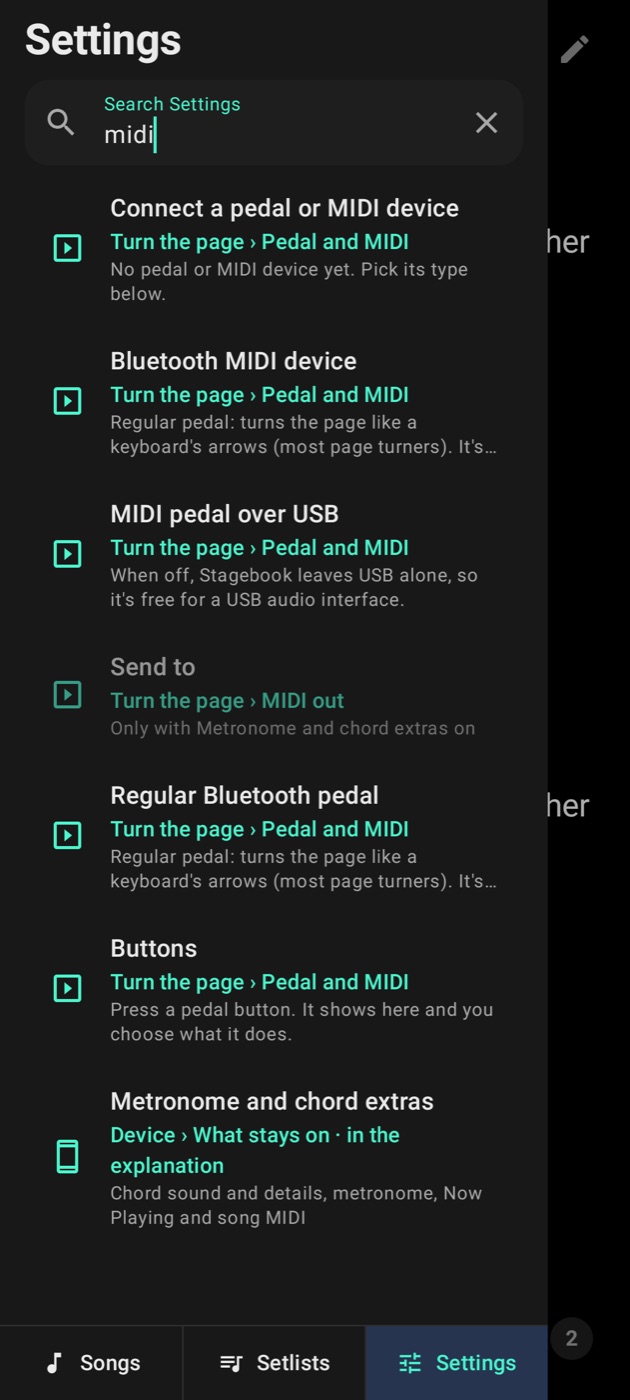 Settings
Search Settings
midi
her
Connect a pedal or MIDI device
Turn the page › Pedal and MIDI
No pedal or MIDI device yet. Pick its type
below.
Bluetooth MIDI device
Turn the page › Pedal and MIDI
Regular pedal: turns the page like a
keyboard's arrows (most page turners). It's…
MIDI pedal over USB
Turn the page › Pedal and MIDI
When off, Stagebook leaves USB alone, so
it's free for a USB audio interface.
Send to
Turn the page › MIDI out
Only with Metronome and chord extras on
Regular Bluetooth pedal
her
Turn the page › Pedal and MIDI
Regular pedal: turns the page like a
keyboard's arrows (most page turners). It's…
Buttons
Turn the page › Pedal and MIDI
Press a pedal button. It shows here and you
choose what it does.
Metronome and chord extras
Device › What stays on · in the
explanation
Chord sound and details, metronome, Now
Playing and song MIDI
2
Songs
Setlists
Settings